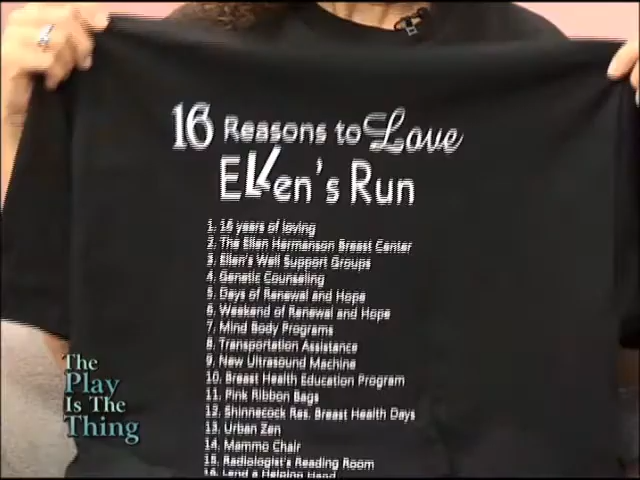 16 Reasons to Love
Ellen's Run
1. 16 years of loving
2. The Ellen Hermanson Breast Center
3. Ellen's Well Support Groups
4. Genetic Counseling
5. Days of Renewal and Hope
6. Weekend of Renewal and Hope
7. Mind Body Programs
8. Transportation Assistance
9. New Ultrasound Machine
10. Breast Health Education Program
11. Pink Ribbon Bags
12. Shinnecock Res. Breast Health Days
13. Urban Zen
14. Mammo Chair
15. Radiologist's Reading Room
16. Lend a Helping Hand
The
Play
Is The
Thing